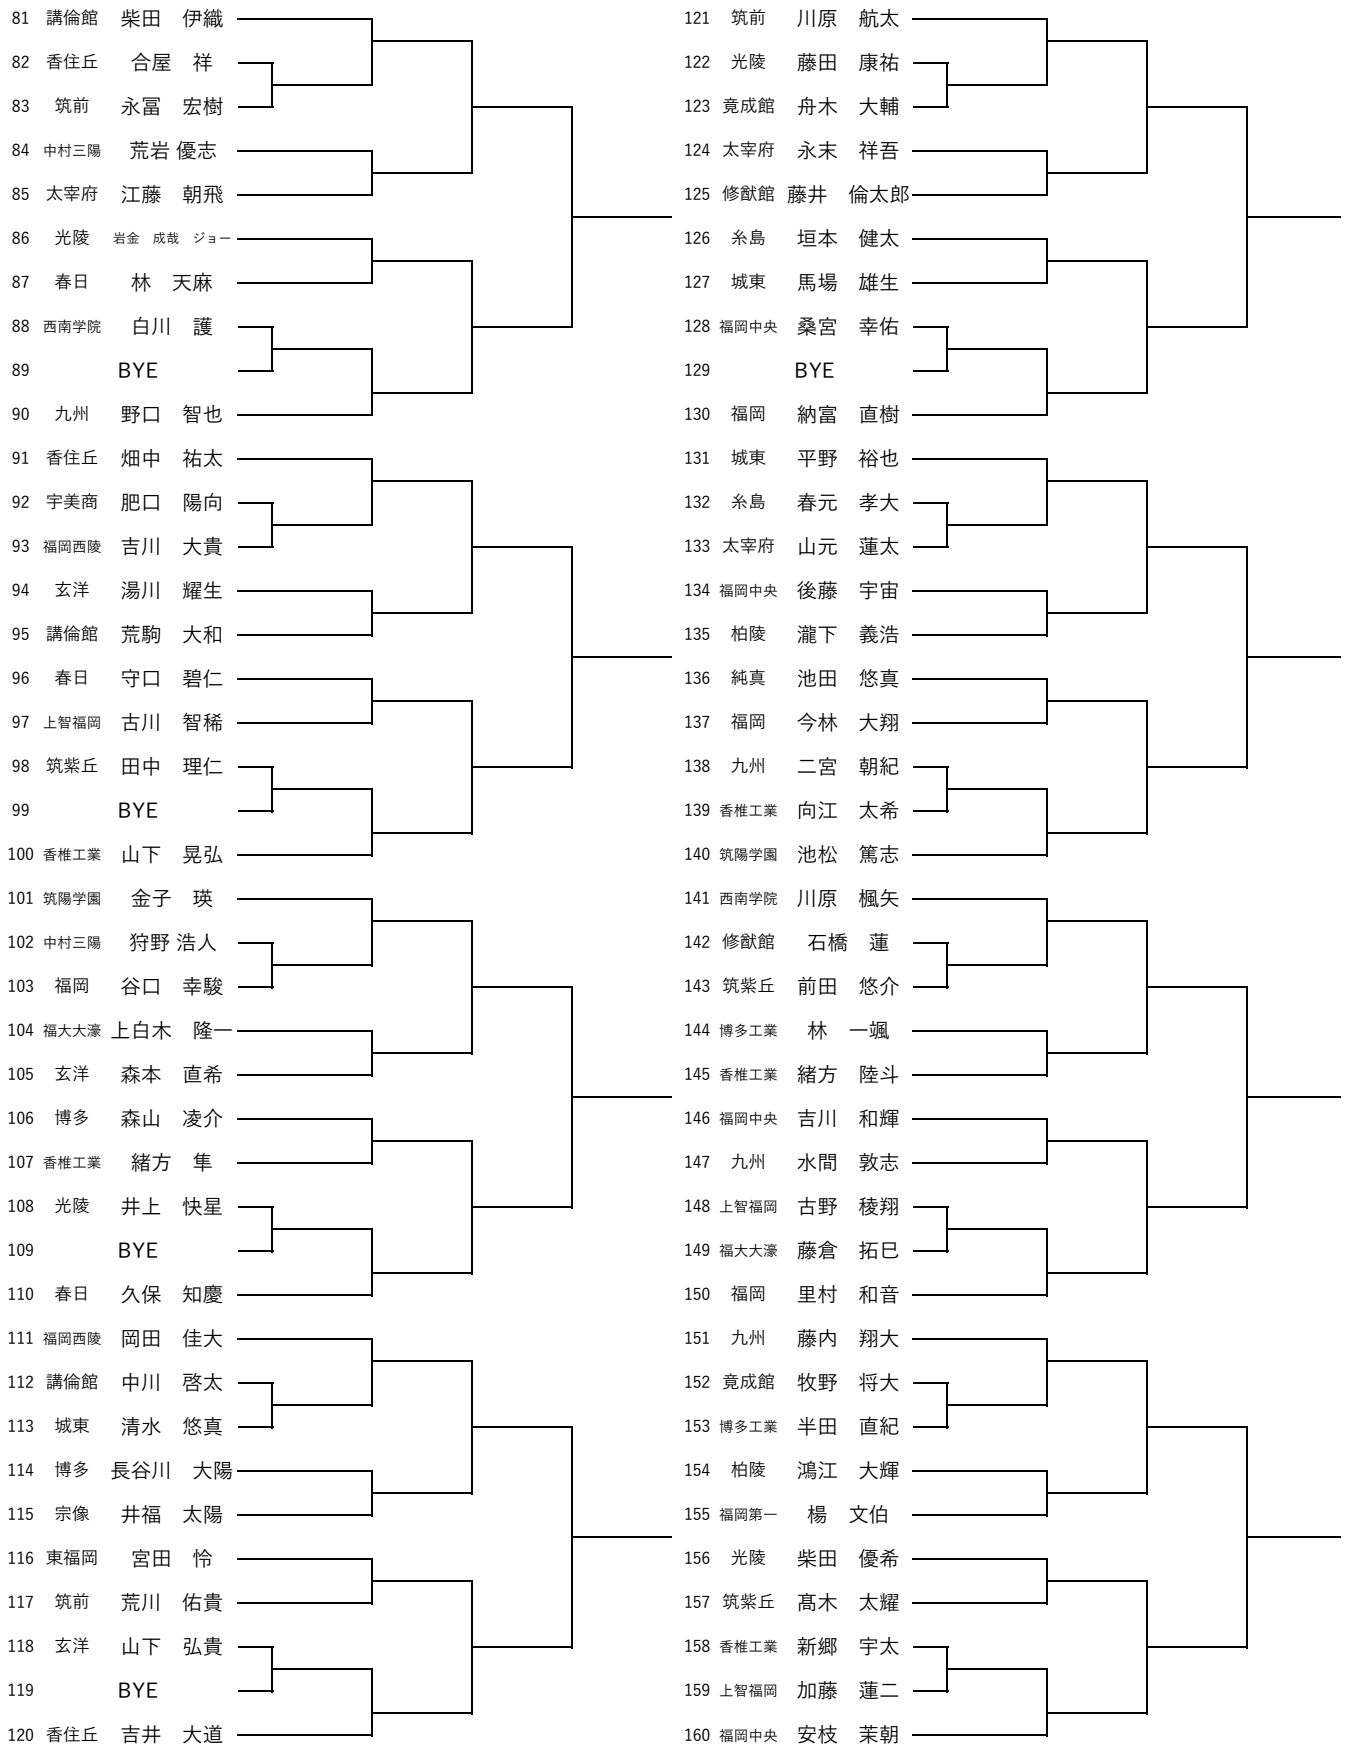 81 講倫館 柴田 伊織
82 香住丘 合屋 祥
83 筑前 永冨 宏樹
84 中村三陽 荒岩 優志
85 太宰府 江藤 朝飛
86 光陵 岩金 成哉 ジョー
87 春日 林 天麻
88 西南学院 白川 護
89 BYE
90 九州 野口 智也
91 香住丘 畑中 祐太
92 宇美商 肥口 陽向
93 福岡西陵 吉川 大貴
94 玄洋 湯川 耀生
95 講倫館 荒駒 大和
96 春日 守口 碧仁
97 上智福岡 古川 智稀
98 筑紫丘 田中 理仁
99 BYE
100 香椎工業 山下 晃弘
101 筑陽学園 金子 瑛
102 中村三陽 狩野 浩人
103 福岡 谷口 幸駿
104 福大大濠 上白木 隆一
105 玄洋 森本 直希
106 博多 森山 凌介
107 香椎工業 緒方 隼
108 光陵 井上 快星
109 BYE
110 春日 久保 知慶
111 福岡西陵 岡田 佳大
112 講倫館 中川 啓太
113 城東 清水 悠真
114 博多 長谷川 大陽
115 宗像 井福 太陽
116 東福岡 宮田 怜
117 筑前 荒川 佑貴
118 玄洋 山下 弘貴
119 BYE
120 香住丘 吉井 大道
121 筑前 川原 航太
122 光陵 藤田 康祐
123 竟成館 舟木 大輔
124 太宰府 永末 祥吾
125 修猷館 藤井 倫太郎
126 糸島 垣本 健太
127 城東 馬場 雄生
128 福岡中央 桑宮 幸佑
129 BYE
130 福岡 納富 直樹
131 城東 平野 裕也
132 糸島 春元 孝大
133 太宰府 山元 蓮太
134 福岡中央 後藤 宇宙
135 柏陵 瀧下 義浩
136 純真 池田 悠真
137 福岡 今林 大翔
138 九州 二宮 朝紀
139 香椎工業 向江 太希
140 筑陽学園 池松 篤志
141 西南学院 川原 楓矢
142 修猷館 石橋 蓮
143 筑紫丘 前田 悠介
144 博多工業 林 一颯
145 香椎工業 緒方 陸斗
146 福岡中央 吉川 和輝
147 九州 水間 敦志
148 上智福岡 古野 稜翔
149 福大大濠 藤倉 拓巳
150 福岡 里村 和音
151 九州 藤内 翔大
152 竟成館 牧野 将大
153 博多工業 半田 直紀
154 柏陵 鴻江 大輝
155 福岡第一 楊 文伯
156 光陵 柴田 優希
157 筑紫丘 髙木 太耀
158 香椎工業 新郷 宇太
159 上智福岡 加藤 蓮二
160 福岡中央 安枝 茉朝